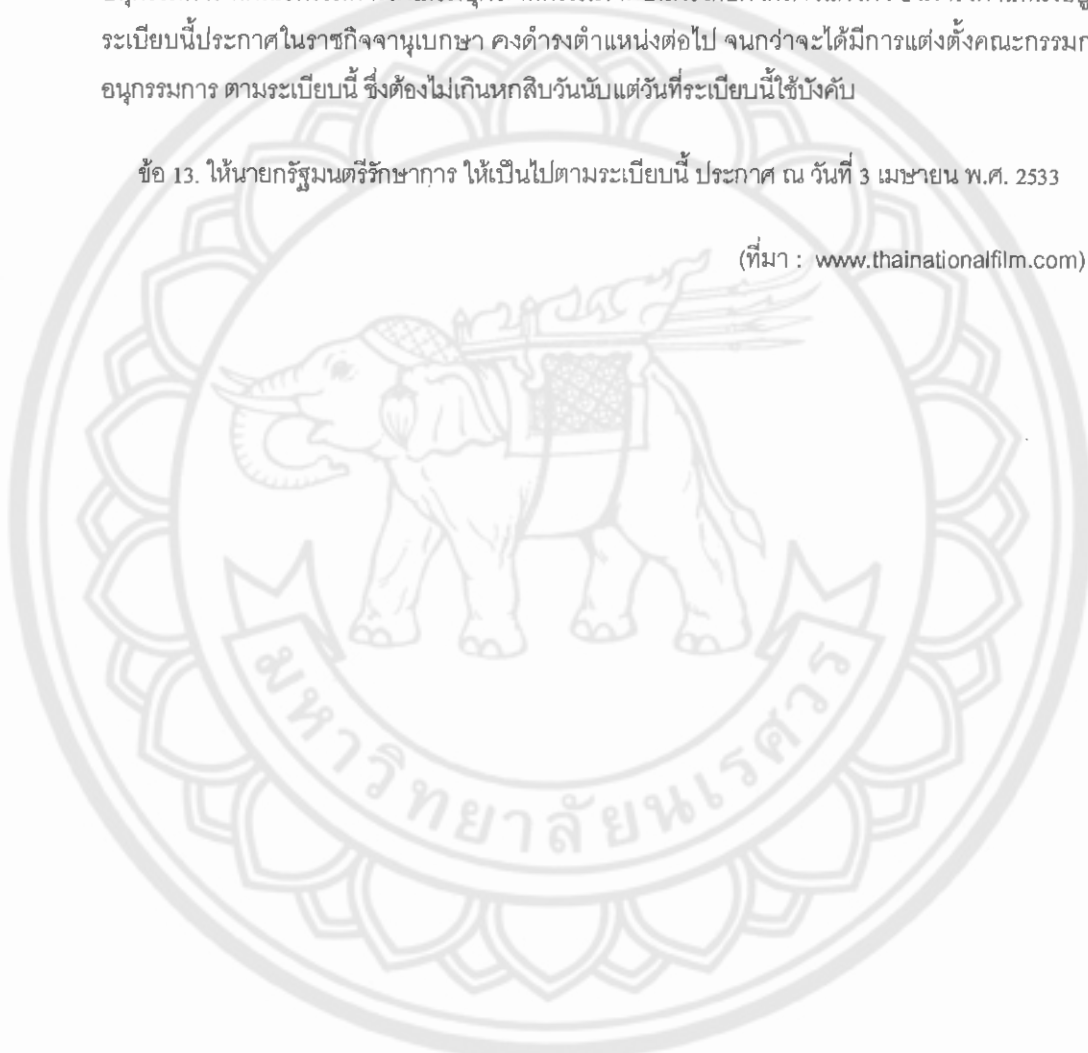 ระเบียบนี้ประกาศในราชกิจจานุเบกษา คงดำรงตำแหน่งต่อไป จนกว่าจะได้มีการแต่งตั้งคณะกรรมก
อนุกรรมการ ตามระเบียบนี้ ซึ่งต้องไม่เกินหกสิบวันนับแต่วันที่ระเบียบนี้ใช้บังคับ
ข้อ 13. ให้นายกรัฐมนตรีรักษาการ ให้เป็นไปตามระเบียบนี้ ประกาศ ณ วันที่ 3 เมษายน พ.ศ. 2533
(ที่มา : www.thainationalfilm.com)
มหาวิทยาลัยนเรศวร